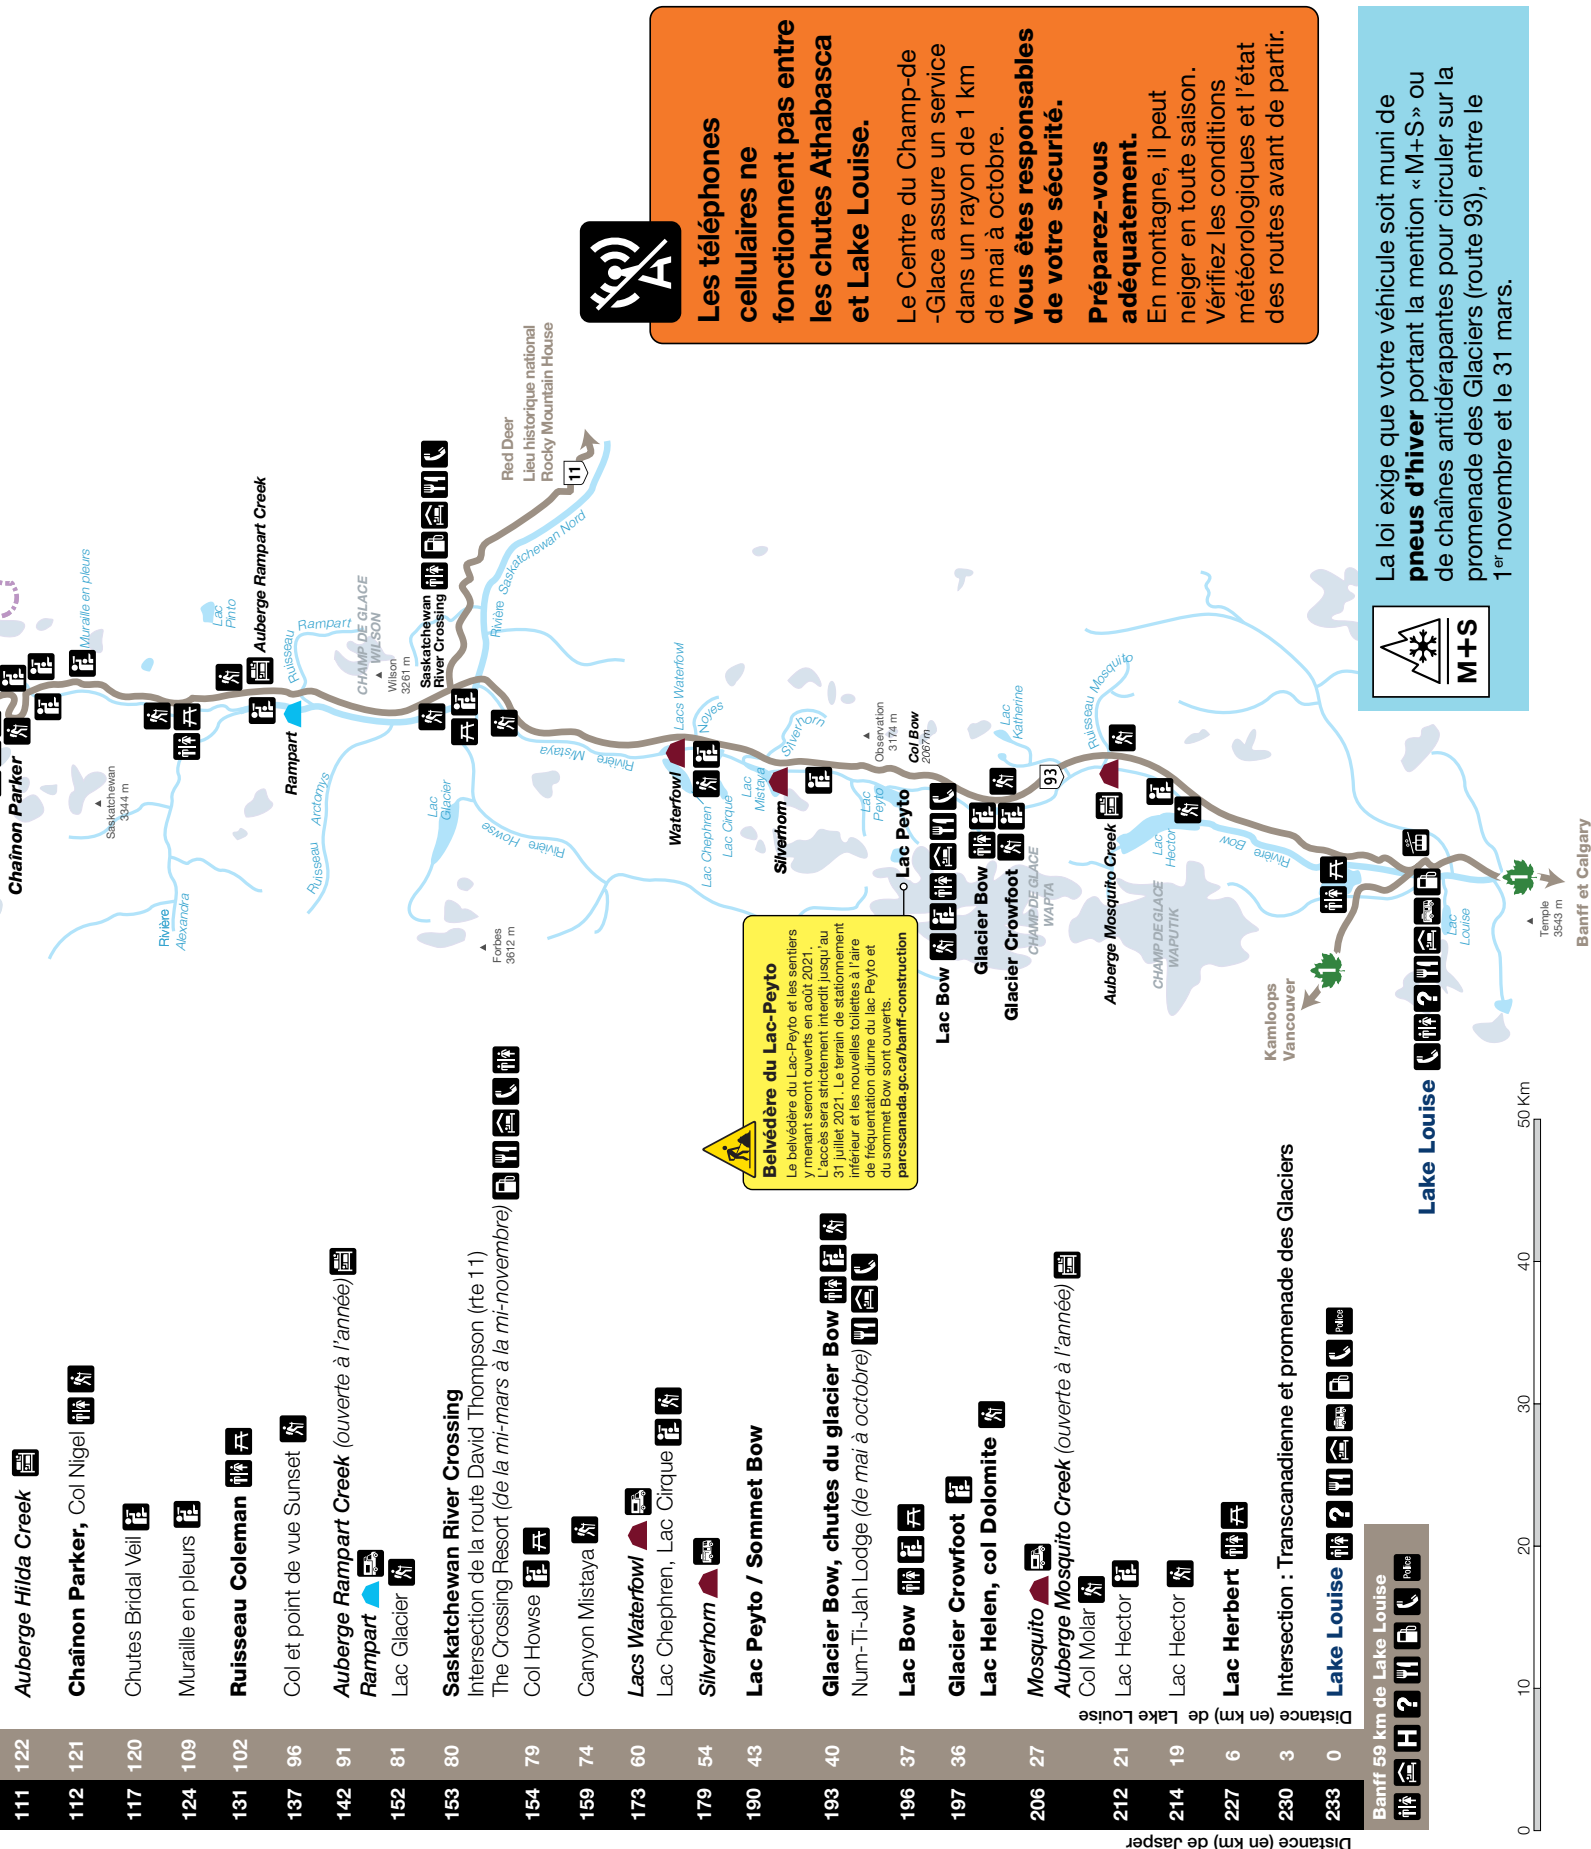 111 122 Auberge Hilda Creek
112 121 Chaînon Parker, Col Nigel
117 120 Chutes Bridal Veil
124 109 Muraille en pleurs
131 102 Ruisseau Coleman
137 96 Col et point de vue Sunset
142 91 Auberge Rampart Creek (ouverte à l'année)
Rampart
152 81 Lac Glacier
153 80 Saskatchewan River Crossing
Intersection de la route David Thompson (rte 11)
The Crossing Resort (de la mi-mars à la mi-novembre)
154 79 Col Howse
159 74 Canyon Mistaya
173 60 Lacs Waterfowl
Lac Chephren, Lac Cirque
179 54 Silverhorn
190 43 Lac Peyto / Sommet Bow
193 40 Glacier Bow, chutes du glacier Bow
Num-Ti-Jah Lodge (de mai à octobre)
196 37 Lac Bow
197 36 Glacier Crowfoot
Lac Helen, col Dolomite
206 27 Mosquito
Auberge Mosquito Creek (ouverte à l'année)
Col Molar
212 21 Lac Hector
214 19 Lac Hector
227 6 Lac Herbert
230 3 Intersection : Transcanadienne et promenade des Glaciers
233 0 Lake Louise
Police
Distance (en km) de Jasper
Distance (en km) de Lake Louise
Banff 59 km de Lake Louise
H ? Police
0 10 20 30 40 50 Km
Belvédère du Lac-Peyto
Le belvédère du Lac-Peyto et les sentiers
y menant seront ouverts en août 2021.
L'accès sera strictement interdit jusqu'au
31 juillet 2021. Le terrain de stationnement
inférieur et les nouvelles toilettes à l'aire
de fréquentation diurne du lac Peyto et
du sommet Bow sont ouverts.
parcscanada.gc.ca/banff-construction
Chaînon Parker
Saskatchewan
3344 m
Muraille en pleurs
Lac
Pinto
Rivière
Alexandra
Auberge Rampart Creek
Ruisseau
Rampart
Rampart
Ruisseau Arctomys
CHAMP DE GLACE
WILSON
Wilson
3261 m
Saskatchewan
River Crossing
Lac
Glacier
Forbes
3612 m
Rivière Howse
Rivière Saskatchewan Nord
Red Deer
Lieu historique national
Rocky Mountain House
11
Rivière Mistaya
Lacs Waterfowl
Waterfowl
Noyes
Lac Chephren
Lac Cirque
Lac
Mistaya
Silverhorn
Silverhorn
Lac
Peyto
Observation
3174 m
Lac Peyto
Col Bow
2067 m
Lac Bow
Glacier Bow
Glacier Crowfoot
CHAMP DE GLACE
WAPTA
Lac
Katherine
93
Ruisseau Mosquito
Auberge Mosquito Creek
CHAMP DE GLACE
WAPUTIK
Lac
Hector
Rivière Bow
Kamloops
Vancouver
1
Lake Louise
?
Lac
Louise
1
Temple
3543 m
Banff et Calgary
A
Les téléphones
cellulaires ne
fonctionnent pas entre
les chutes Athabasca
et Lake Louise.
Le Centre du Champ-de
-Glace assure un service
dans un rayon de 1 km
de mai à octobre.
Vous êtes responsables
de votre sécurité.
Préparez-vous
adéquatement.
En montagne, il peut
neiger en toute saison.
Vérifiez les conditions
météorologiques et l'état
des routes avant de partir.
M+S
La loi exige que votre véhicule soit muni de
pneus d'hiver portant la mention « M+S» ou
de chaînes antidérapantes pour circuler sur la
promenade des Glaciers (route 93), entre le
1er novembre et le 31 mars.